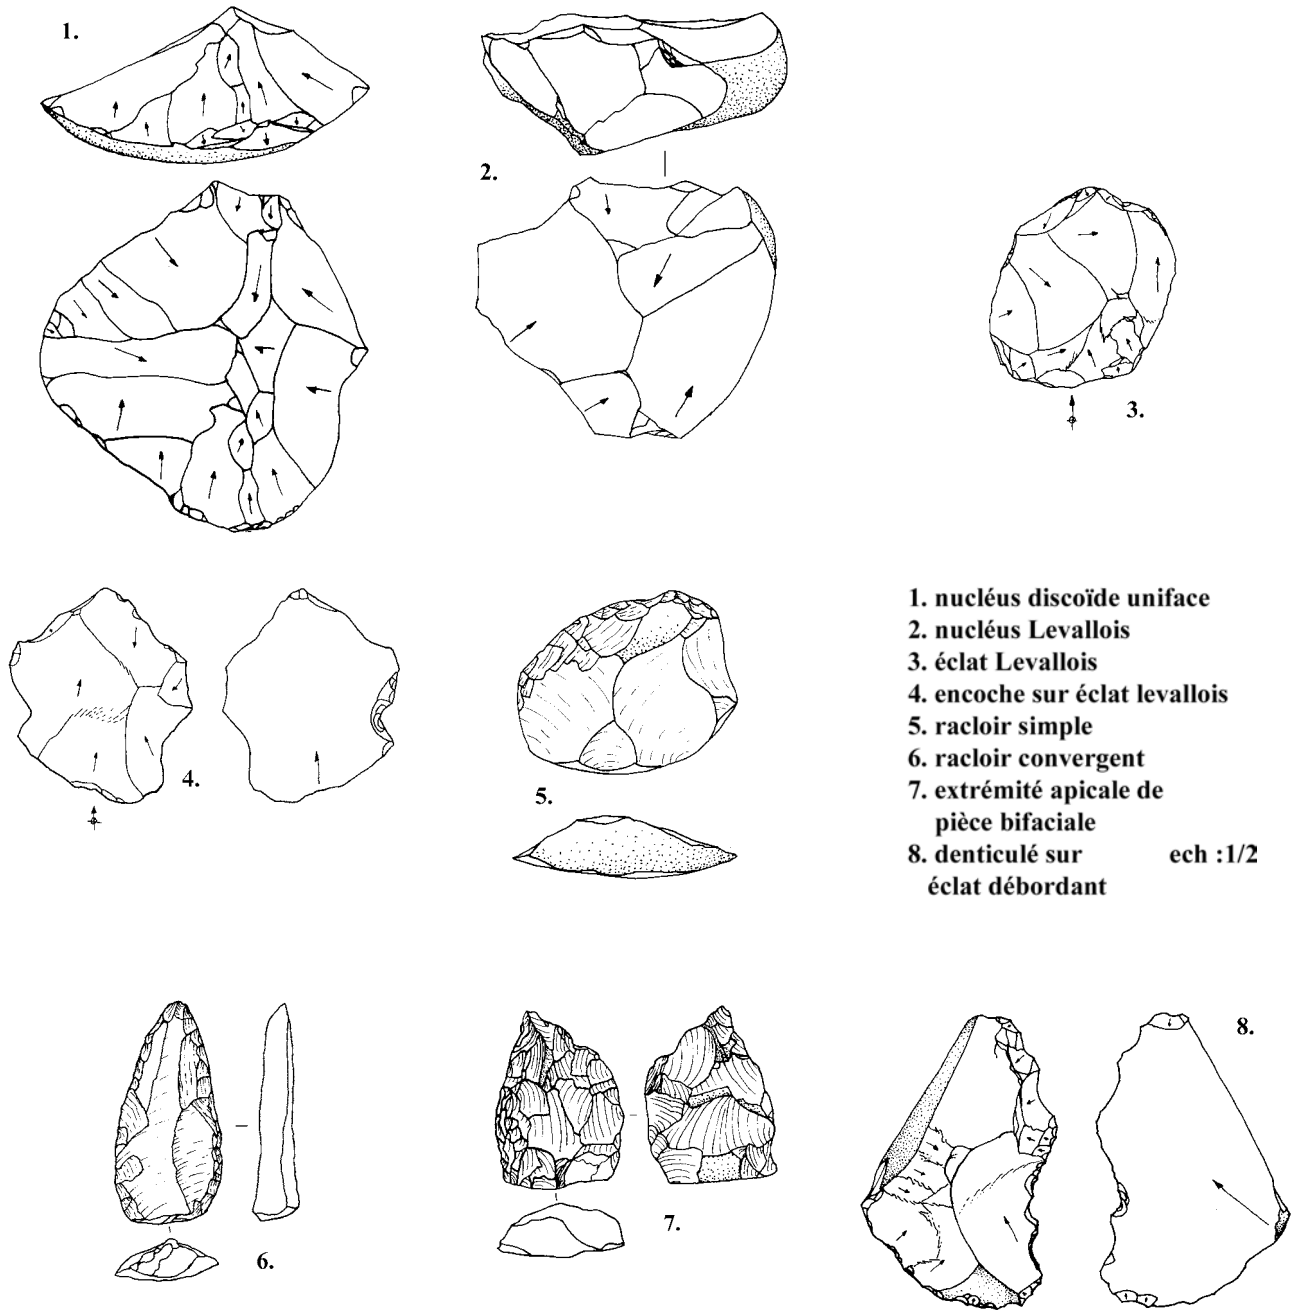 1.
2.
3.
1. nucléus discoïde uniface
2. nucléus Levallois
3. éclat Levallois
4. encoche sur éclat levallois
5. racloir simple
6. racloir convergent
7. extrémité apicale de
pièce bifaciale
8. denticulé sur ech :1/2
éclat débordant
4.
5.
6.
7.
8.